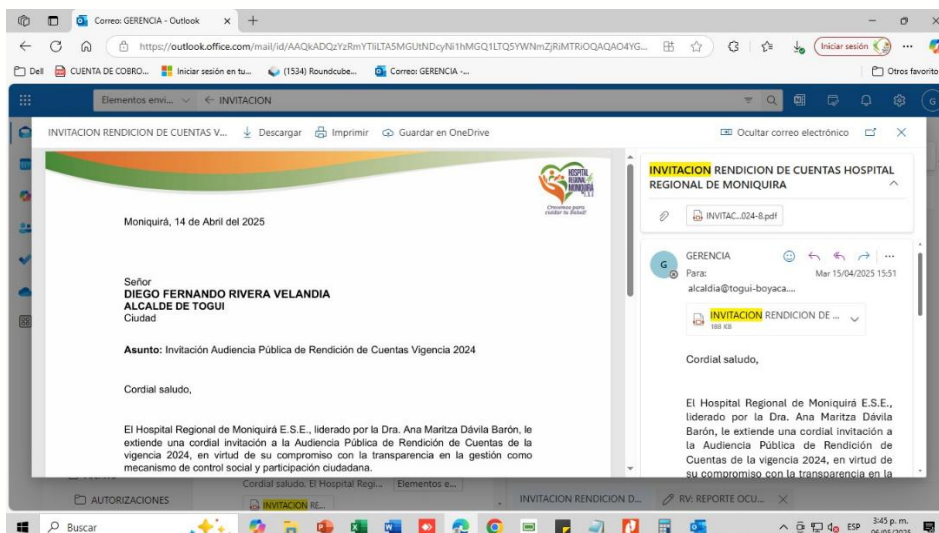 Correo: GERENCIA - Outlook
https://outlook.office.com/mail/id/AAQkADQzYzRmYTliLTA5MGUtNDcyNi1hMGQ1LTQ5YWNmZjRiMTRiOQAQAO4YG...
Iniciar sesión
Dell
CUENTA DE COBRO...
Iniciar sesión en tu...
(1534) Roundcube...
Correo: GERENCIA -...
Otros favorito
Elementos envi...
INVITACION
INVITACION RENDICION DE CUENTAS V...
Descargar
Imprimir
Guardar en OneDrive
Ocultar correo electrónico
HOSPITAL
REGIONAL
MONIQUIRÁ
Crecemos para
cuidar tu Salud!
Moniquirá, 14 de Abril del 2025
Señor
DIEGO FERNANDO RIVERA VELANDIA
ALCALDE DE TOGUI
Ciudad
Asunto: Invitación Audiencia Pública de Rendición de Cuentas Vigencia 2024
Cordial saludo,
El Hospital Regional de Moniquirá E.S.E., liderado por la Dra. Ana Maritza Dávila Barón, le
extiende una cordial invitación a la Audiencia Pública de Rendición de Cuentas de la
vigencia 2024, en virtud de su compromiso con la transparencia en la gestión como
mecanismo de control social y participación ciudadana.
INVITACION RENDICION DE CUENTAS HOSPITAL
REGIONAL DE MONIQUIRA
INVITAC...024-8.pdf
G
GERENCIA
Para:
Mar 15/04/2025 15:51
alcaldia@togui-boyaca....
INVITACION RENDICION DE ...
188 KB
Cordial saludo,
El Hospital Regional de Moniquirá E.S.E.,
liderado por la Dra. Ana Maritza Dávila
Barón, le extiende una cordial invitación a
la Audiencia Pública de Rendición de
Cuentas de la vigencia 2024, en virtud de
su compromiso con la transparencia en la
Cordial saludo, El Hospital Regi...
Elementos e...
AUTORIZACIONES
INVITACION RE...
INVITACION RENDICION D...
RV: REPORTE OCU...
Buscar
ESP
3:45 p. m.
06/05/2025